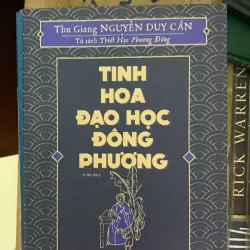 Thu Giang NGUYỄN DUY CẦN
Tủ sách Triết Học Phương Đông
TINH
HOA
ĐẠO HỌC
ĐÔNG
PHƯƠNG
RICK WARREN